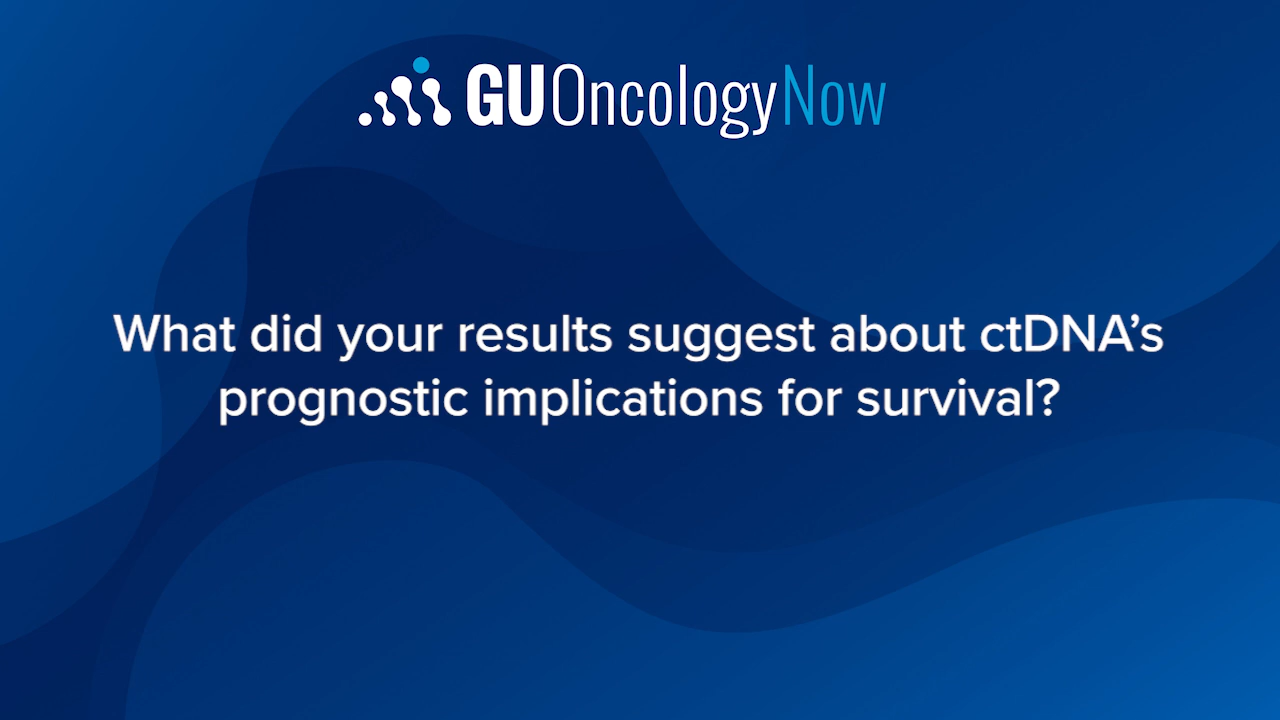 GUOncologyNow
What did your results suggest about ctDNA’s
prognostic implications for survival?